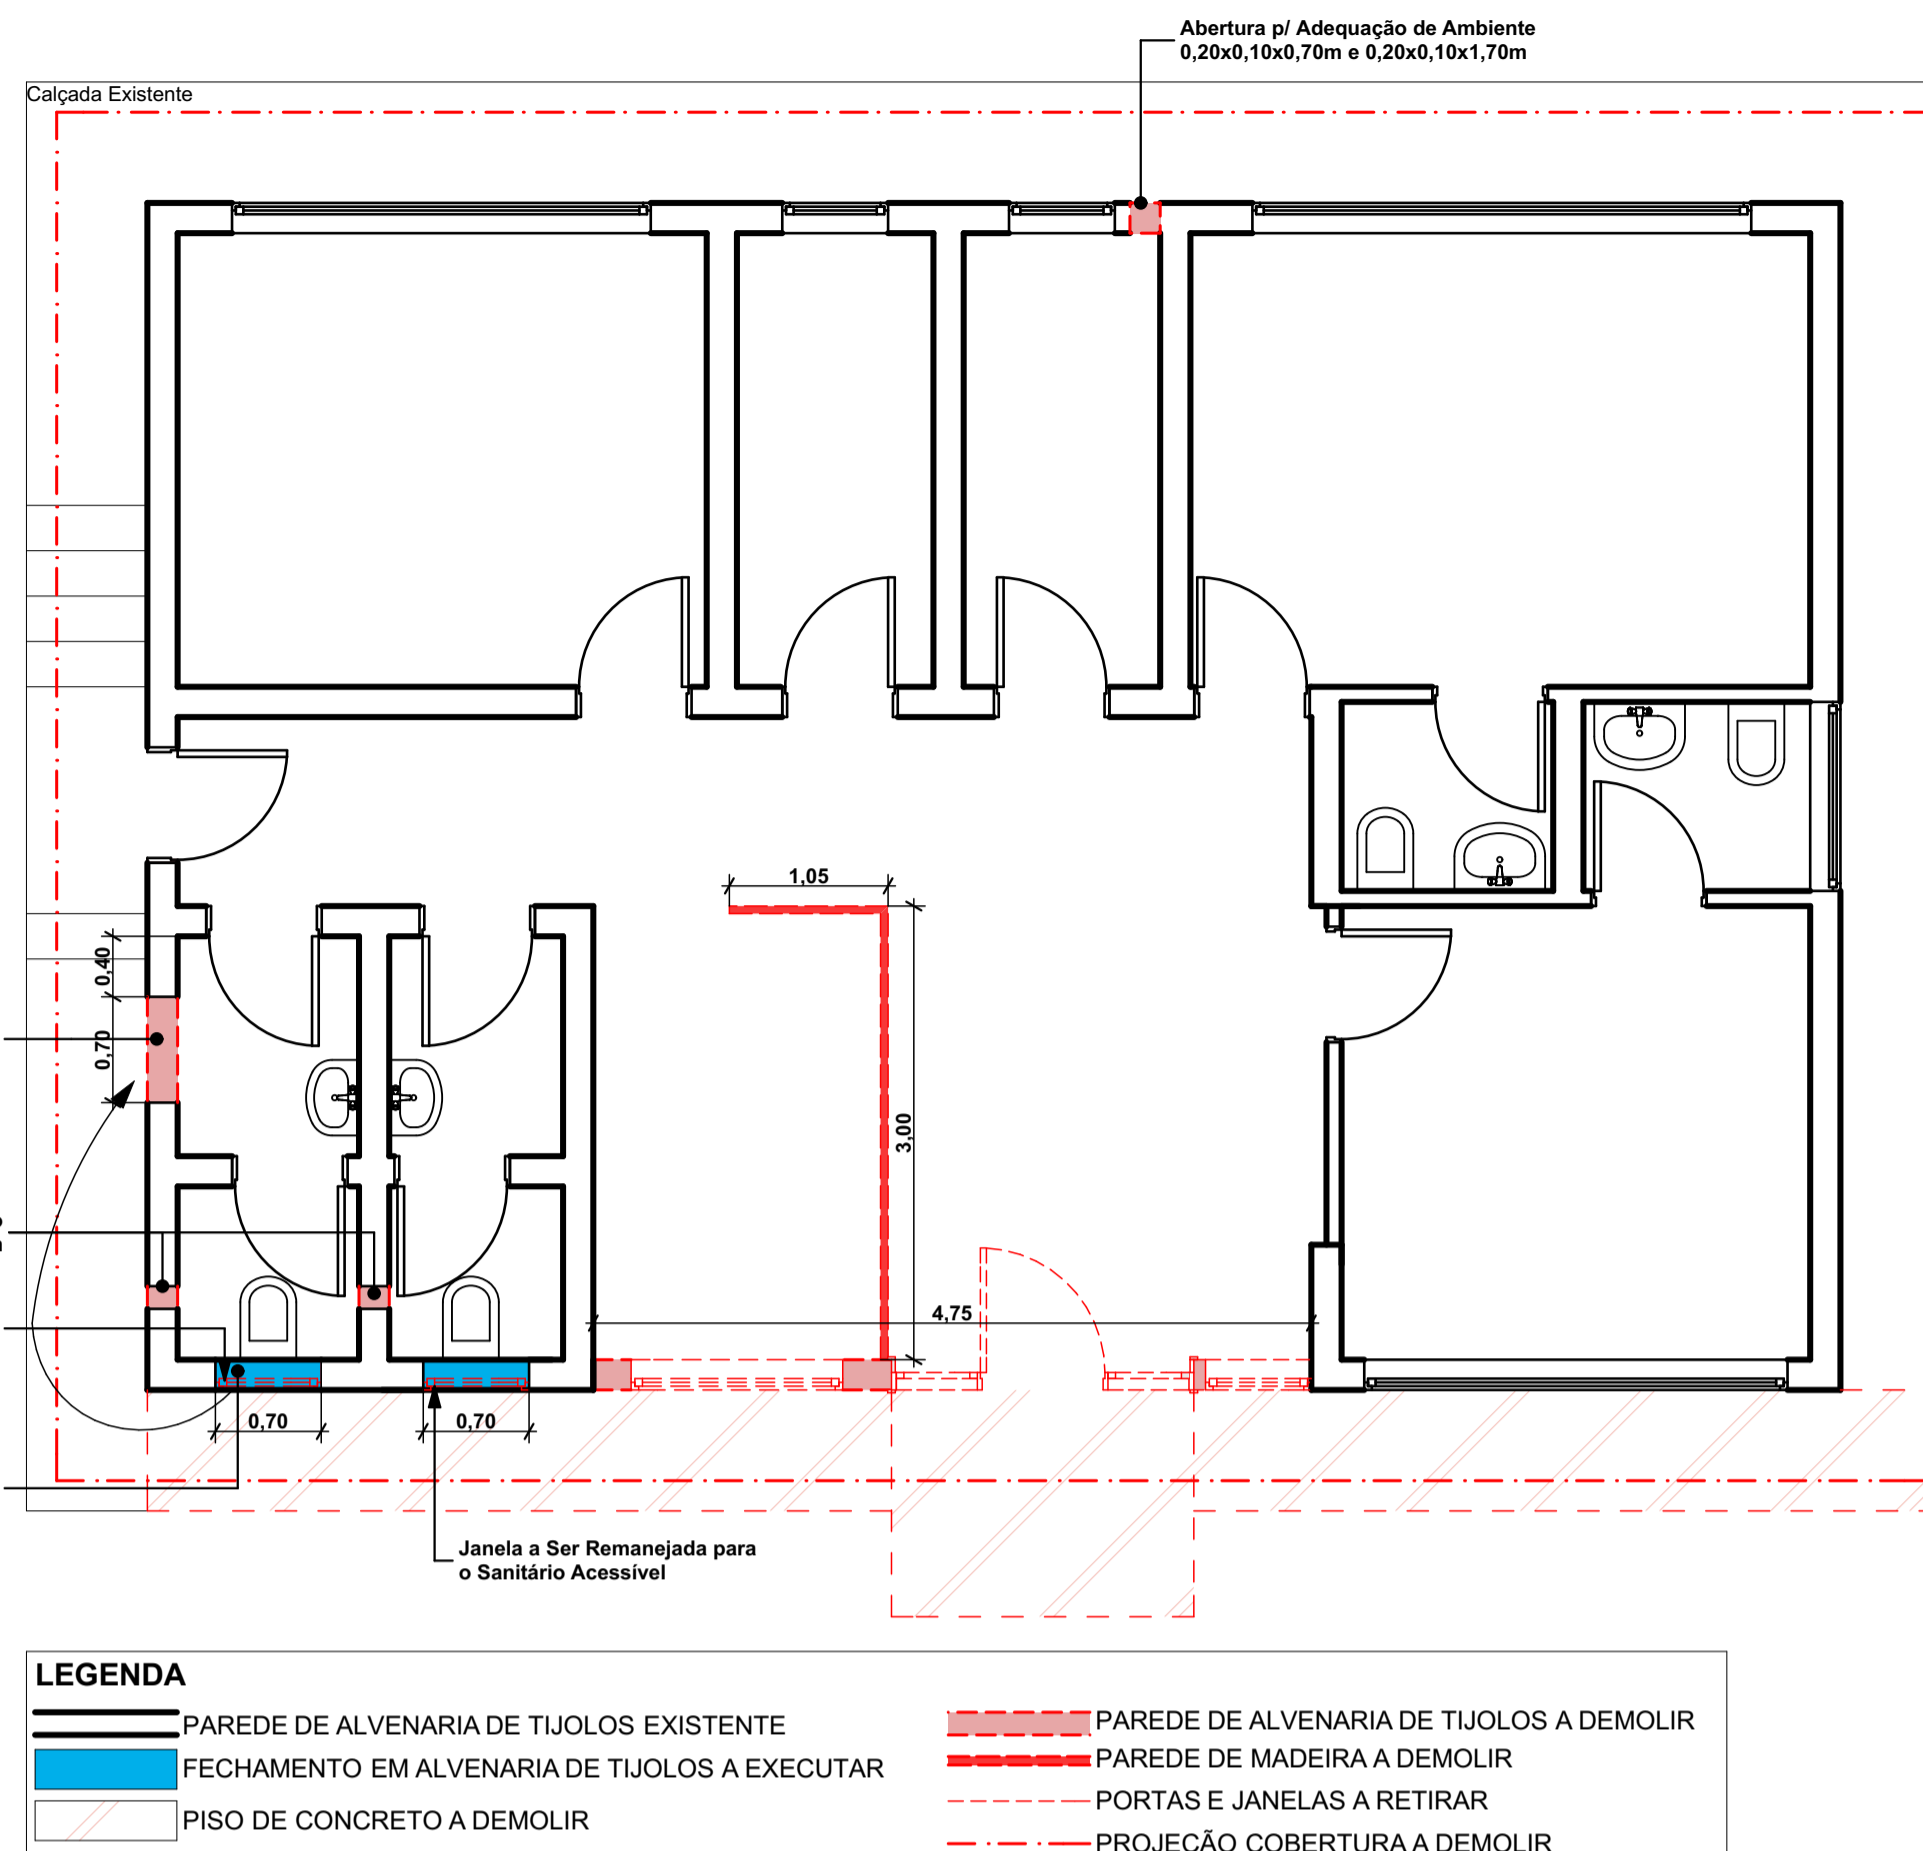 Abertura p/ Adequação de Ambiente
0,20x0,10x0,70m e 0,20x0,10x1,70m
Calçada Existente
1,05
0,40
0,70
3,00
4,75
0,70
0,70
Janela a Ser Remanejada para
o Sanitário Acessível
LEGENDA
PAREDE DE ALVENARIA DE TIJOLOS EXISTENTE
FECHAMENTO EM ALVENARIA DE TIJOLOS A EXECUTAR
PISO DE CONCRETO A DEMOLIR
PAREDE DE ALVENARIA DE TIJOLOS A DEMOLIR
PAREDE DE MADEIRA A DEMOLIR
PORTAS E JANELAS A RETIRAR
PROJEÇÃO COBERTURA A DEMOLIR